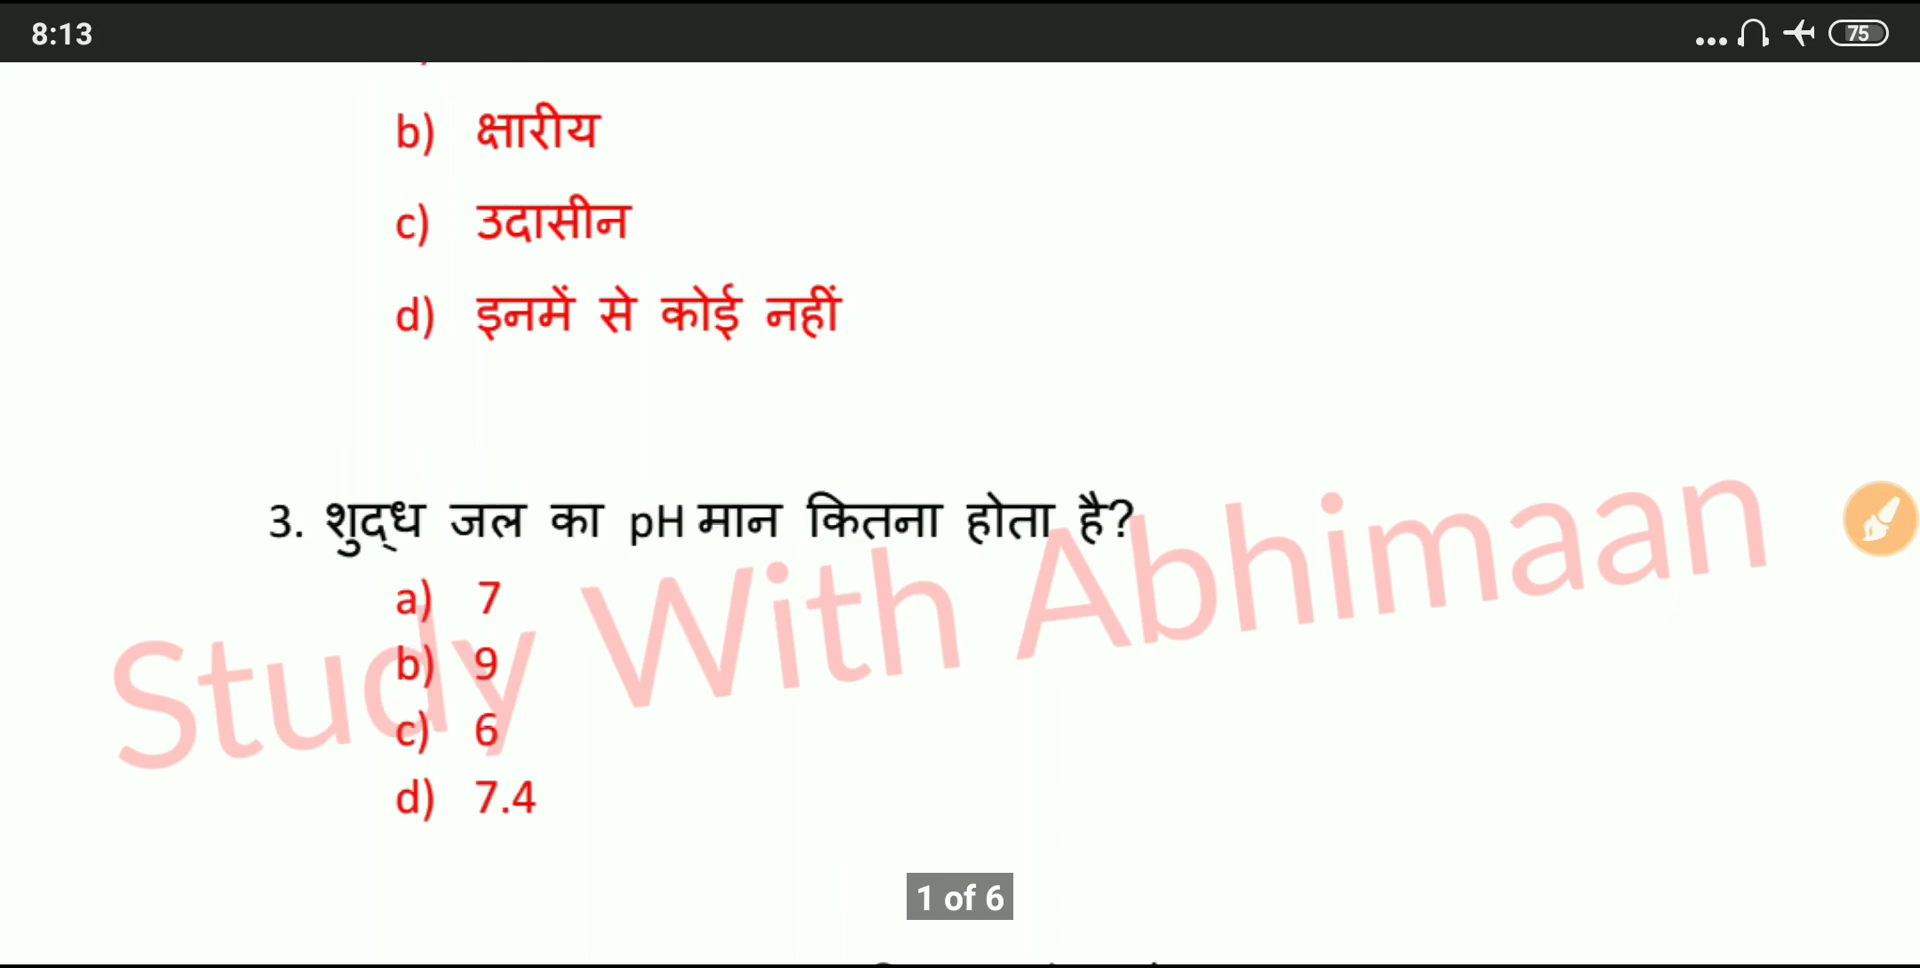 8:13
75
b) क्षारीय
c) उदासीन
d) इनमें से कोई नहीं
3. शुद्ध जल का pH मान कितना होता है?
a) 7
b) 9
c) 6
d) 7.4
Study With Abhimaan
1 of 6